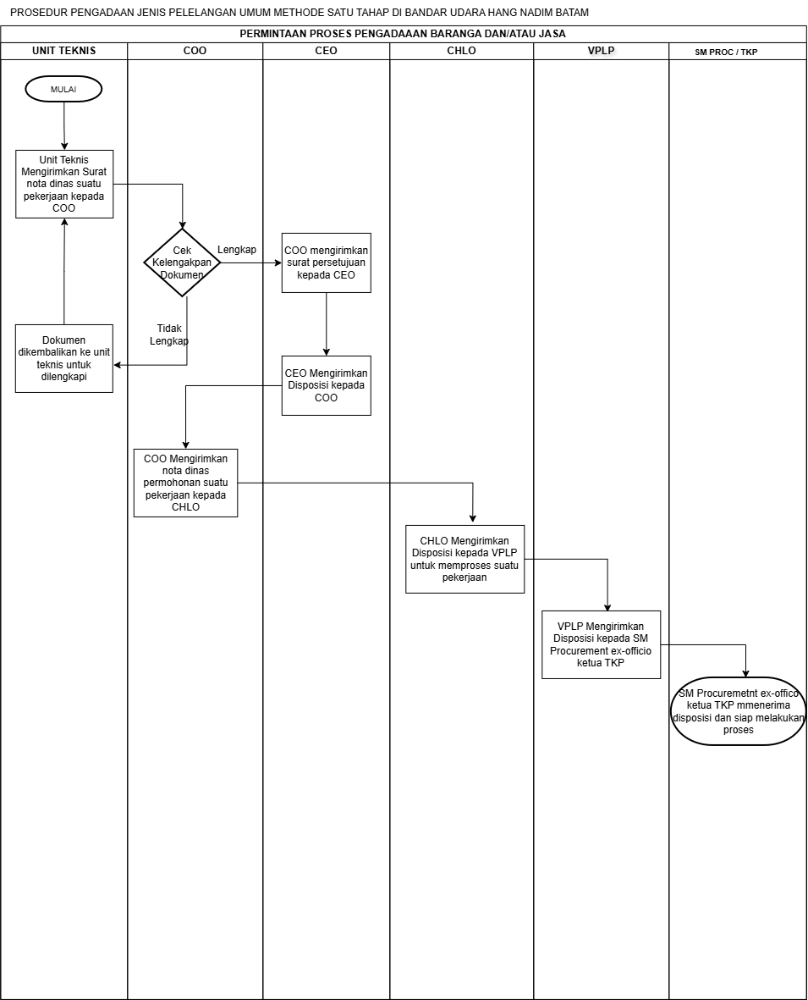 PROSEDUR PENGADAAN JENIS PELELANGAN UMUM METHODE SATU TAHAP DI BANDAR UDARA HANG NADIM BATAM
PERMINTAAN PROSES PENGADAAAN BARANGA DAN/ATAU JASA
UNIT TEKNIS
COO
CEO
CHLO
VPLP
SM PROC / TKP
MULAI
Unit Teknis
Mengirimkan Surat
nota dinas suatu
pekerjaan kepada
COO
Cek
Kelengakpan
Dokumen
Lengkap
COO mengirimkan
surat persetujuan
kepada CEO
Tidak
Lengkap
Dokumen
dikembalikan ke unit
teknis untuk
dilengkapi
CEO Mengirimkan
Disposisi kepada
COO
COO Mengirimkan
nota dinas
permohonan suatu
pekerjaan kepada
CHLO
CHLO Mengirimkan
Disposisi kepada VPLP
untuk memproses suatu
pekerjaan
VPLP Mengirimkan
Disposisi kepada SM
Procurement ex-officio
ketua TKP
SM Procuremetnt ex-offico
ketua TKP mmenerima
disposisi dan siap melakukan
proses